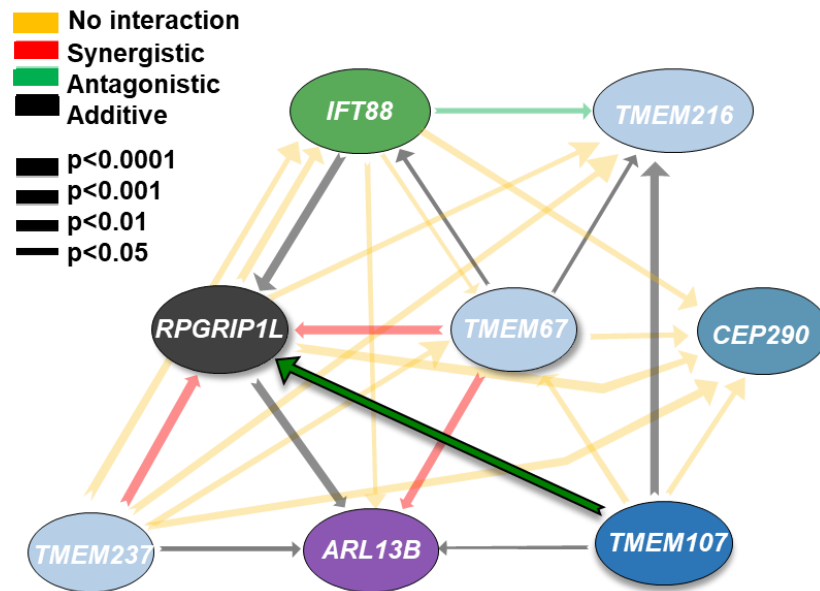 No interaction
Synergistic
Antagonistic
Additive
p<0.0001
p<0.001
p<0.01
p<0.05
IFT88
TMEM216
RPGRIP1L
TMEM67
CEP290
TMEM237
ARL13B
TMEM107